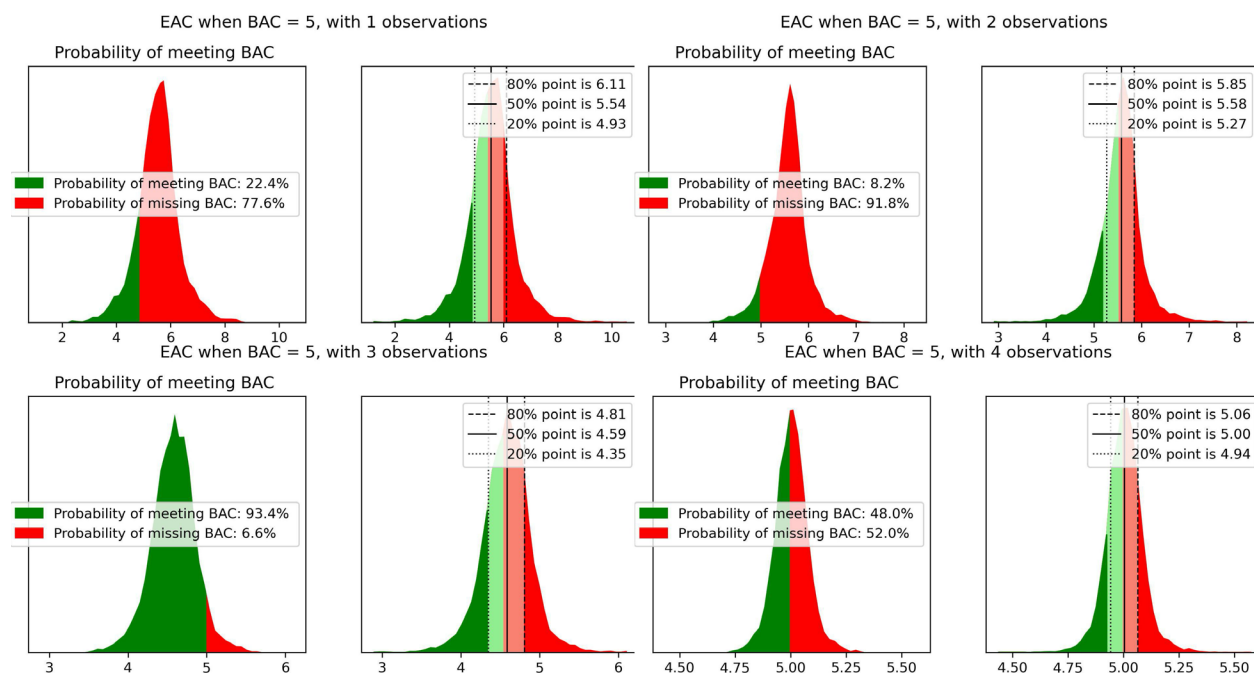 EAC when BAC = 5, with 1 observations
Probability of meeting BAC
Probability of meeting BAC: 22.4%
Probability of missing BAC: 77.6%
2 4 6 8 10
80% point is 6.11
50% point is 5.54
20% point is 4.93
2 4 6 8 10
EAC when BAC = 5, with 2 observations
Probability of meeting BAC
Probability of meeting BAC: 8.2%
Probability of missing BAC: 91.8%
3 4 5 6 7 8
80% point is 5.85
50% point is 5.58
20% point is 5.27
3 4 5 6 7 8
EAC when BAC = 5, with 3 observations
Probability of meeting BAC
Probability of meeting BAC: 93.4%
Probability of missing BAC: 6.6%
3 4 5 6
80% point is 4.81
50% point is 4.59
20% point is 4.35
3 4 5 6
EAC when BAC = 5, with 4 observations
Probability of meeting BAC
Probability of meeting BAC: 48.0%
Probability of missing BAC: 52.0%
4.50 4.75 5.00 5.25 5.50
80% point is 5.06
50% point is 5.00
20% point is 4.94
4.50 4.75 5.00 5.25 5.50